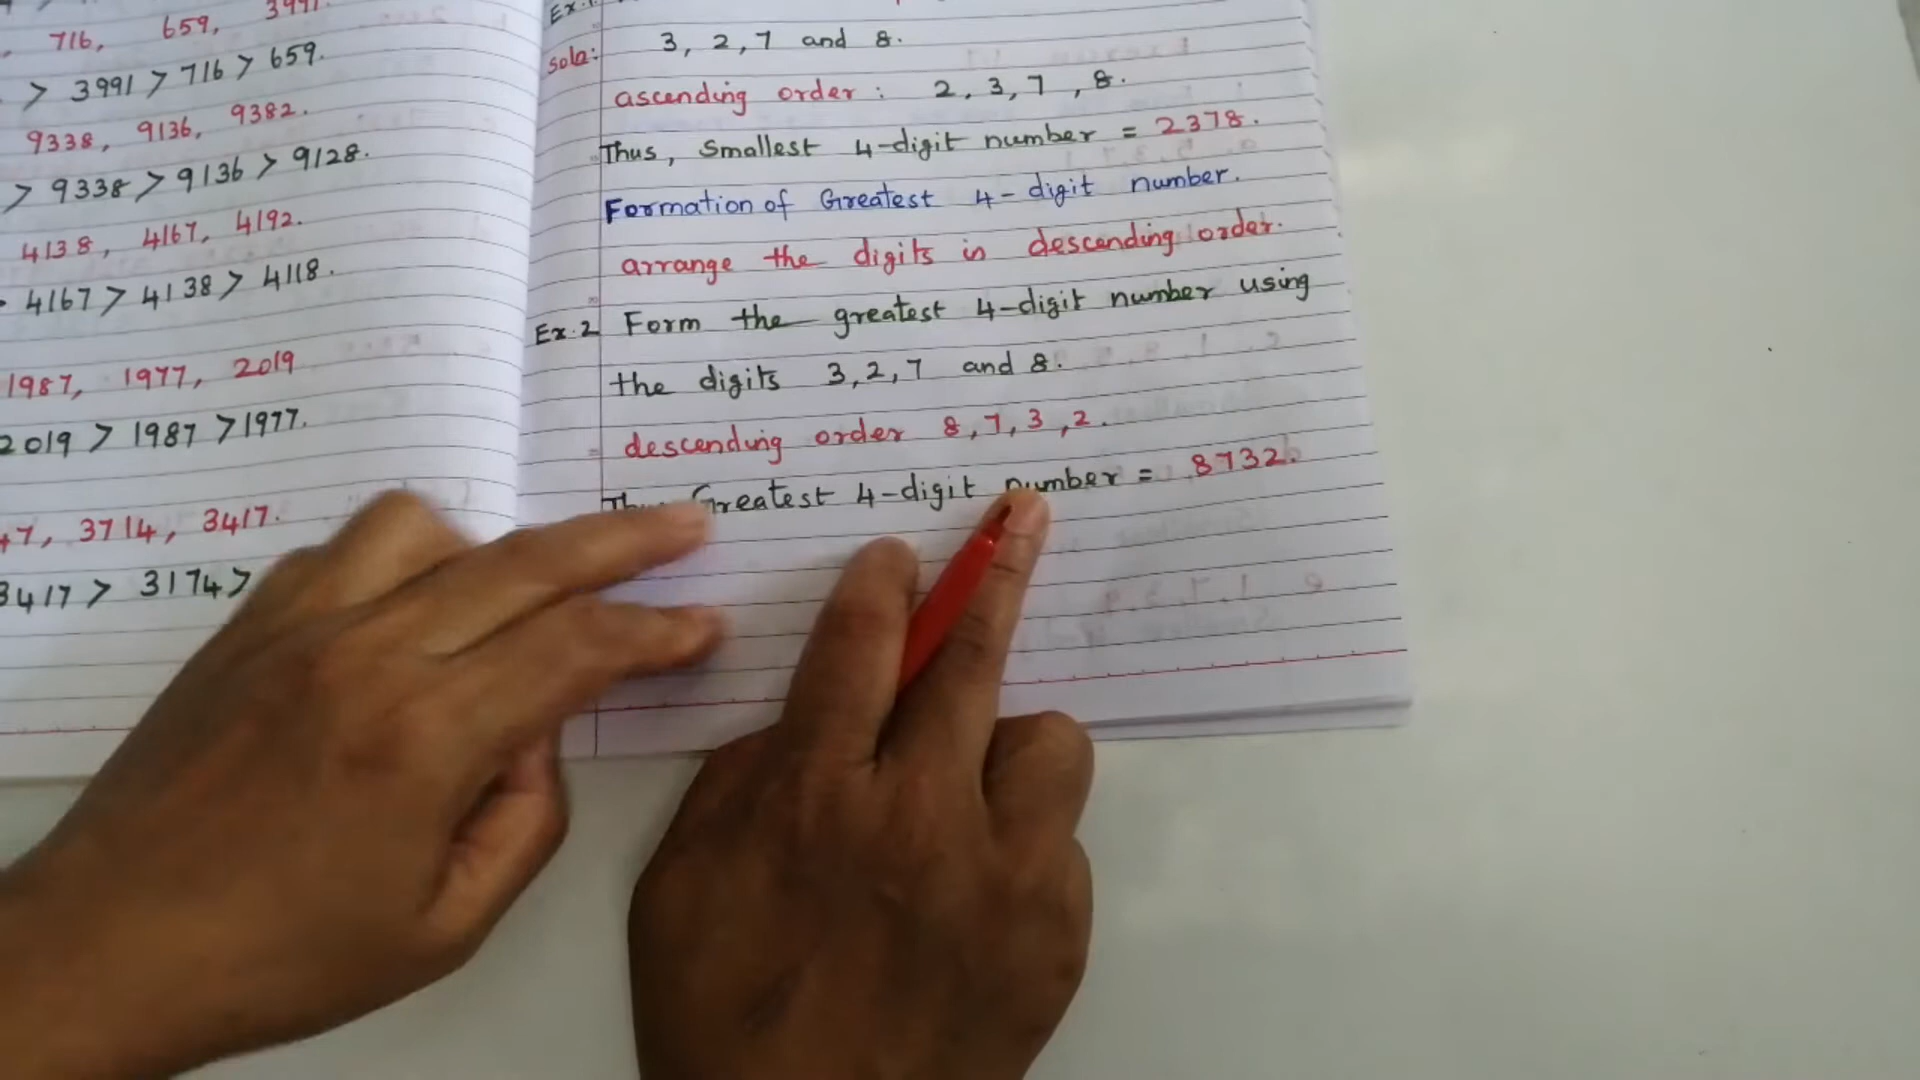 716, 659, 3991.
> 3991 > 716 > 659.
9338, 9136, 9382.
> 9338 > 9136 > 9128.
4138, 4167, 4192.
4167 > 4138 > 4118.
1987, 1977, 2019
2019 > 1987 > 1977.
47, 3714, 3417.
3417 > 3174 >
Ex.1
Soln: 3, 2, 7 and 8.
ascending order : 2, 3, 7, 8.
Thus, Smallest 4-digit number = 2378.
Formation of Greatest 4-digit number.
arrange the digits in descending order.
Ex.2 Form the greatest 4-digit number using
the digits 3, 2, 7 and 8.
descending order 8, 7, 3, 2.
Greatest 4-digit number = 8732.